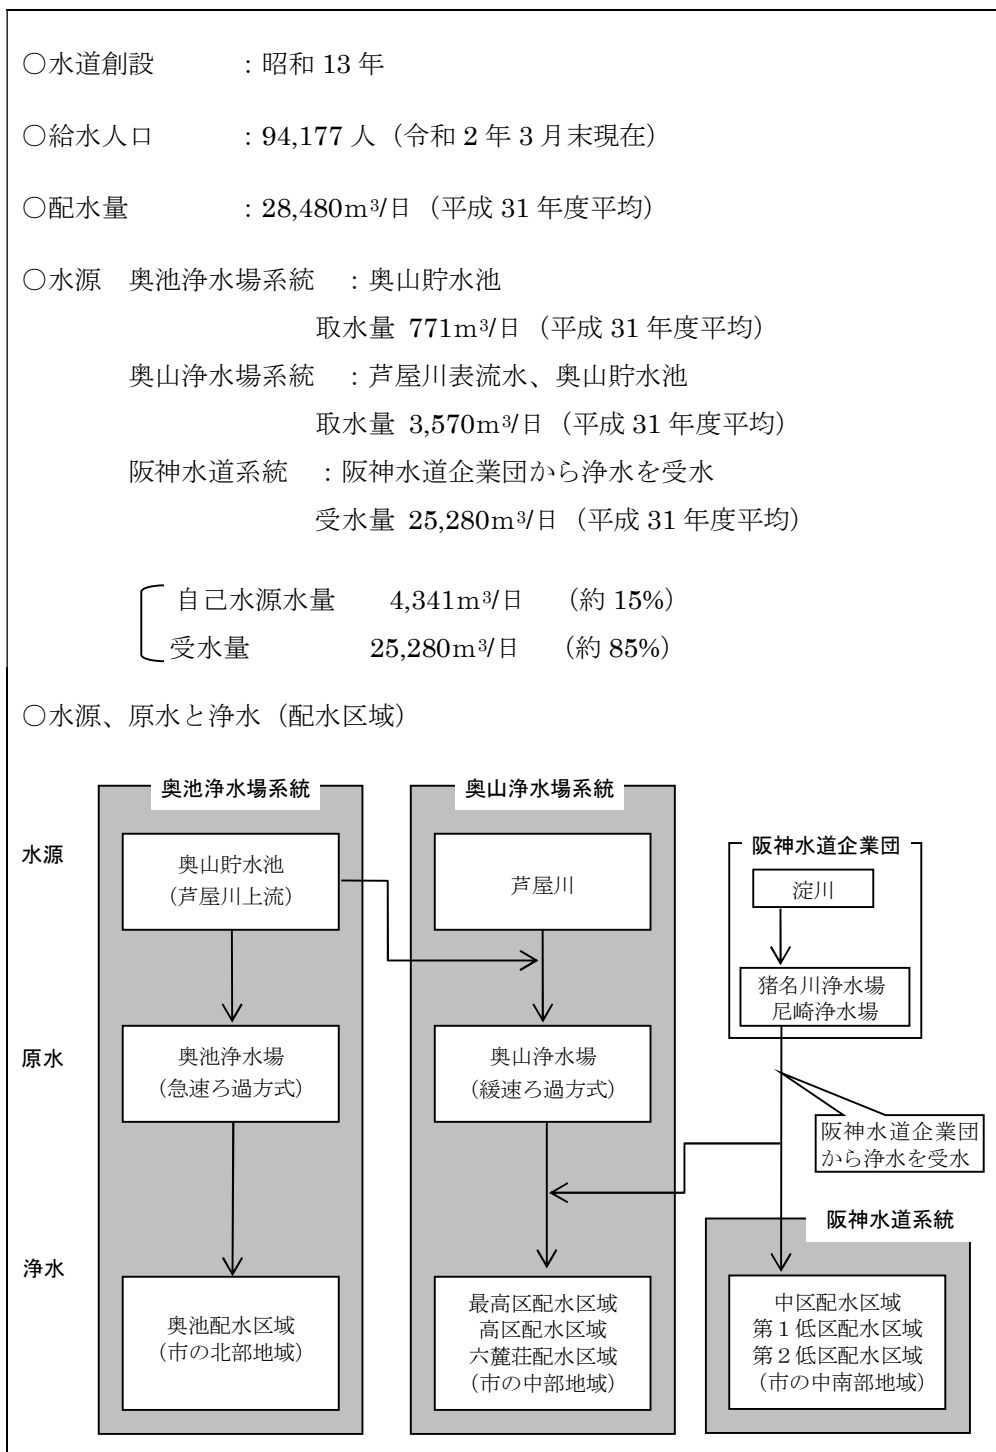 ○水道創設 : 昭和 13 年
○給水人口 : 94,177 人（令和 2 年 3 月末現在）
○配水量 : 28,480m³/日（平成 31 年度平均）
○水源 奥池浄水場系統 : 奥山貯水池
取水量 771m³/日（平成 31 年度平均）
奥山浄水場系統 : 芦屋川表流水、奥山貯水池
取水量 3,570m³/日（平成 31 年度平均）
阪神水道系統 : 阪神水道企業団から浄水を受水
受水量 25,280m³/日（平成 31 年度平均）
自己水源水量 4,341m³/日 （約 15%）
受水量 25,280m³/日 （約 85%）
○水源、原水と浄水（配水区域）
奥池浄水場系統
奥山浄水場系統
水源
奥山貯水池
（芦屋川上流）
芦屋川
阪神水道企業団
淀川
猪名川浄水場
尼崎浄水場
原水
奥池浄水場
（急速ろ過方式）
奥山浄水場
（緩速ろ過方式）
阪神水道企業団
から浄水を受水
阪神水道系統
浄水
奥池配水区域
（市の北部地域）
最高区配水区域
高区配水区域
六麓荘配水区域
（市の中部地域）
中区配水区域
第１低区配水区域
第２低区配水区域
（市の中南部地域）